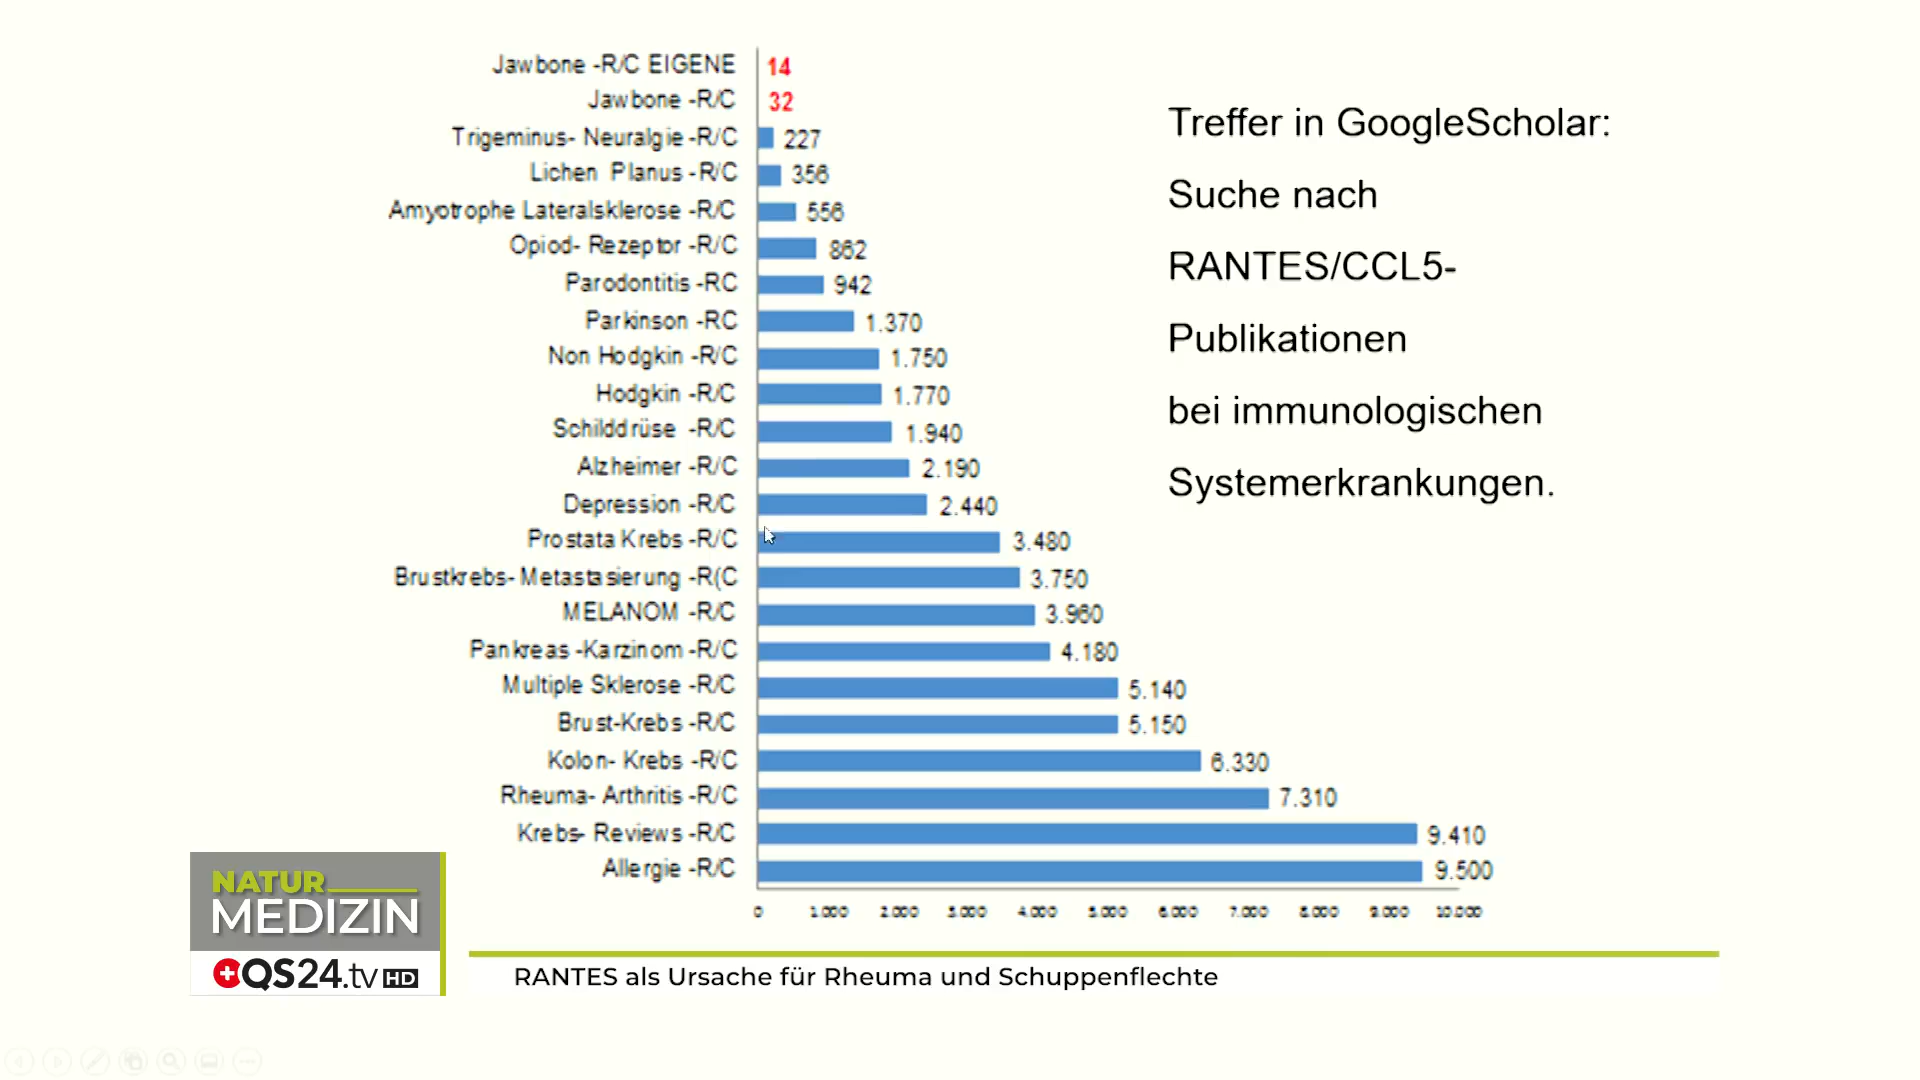 Jawbone -R/C EIGENE 14
Jawbone -R/C 32
Trigeminus- Neuralgie -R/C 227
Lichen Planus -R/C 356
Amyotrophe Lateralsklerose -R/C 556
Opiod- Rezeptor -R/C 862
Parodontitis -RC 942
Parkinson -RC 1.370
Non Hodgkin -R/C 1.750
Hodgkin -R/C 1.770
Schilddrüse -R/C 1.940
Alzheimer -R/C 2.190
Depression -R/C 2.440
Prostata Krebs -R/C 3.480
Brustkrebs- Metastasierung -R(C 3.750
MELANOM -R/C 3.960
Pankreas -Karzinom -R/C 4.180
Multiple Sklerose -R/C 5.140
Brust-Krebs -R/C 5.150
Kolon- Krebs -R/C 6.330
Rheuma- Arthritis -R/C 7.310
Krebs- Reviews -R/C 9.410
Allergie -R/C 9.500
0 1.000 2.000 3.000 4.000 5.000 6.000 7.000 8.000 9.000 10.000
Treffer in GoogleScholar:
Suche nach
RANTES/CCL5-
Publikationen
bei immunologischen
Systemerkrankungen.
NATUR
MEDIZIN
QS24.tv HD
RANTES als Ursache für Rheuma und Schuppenflechte